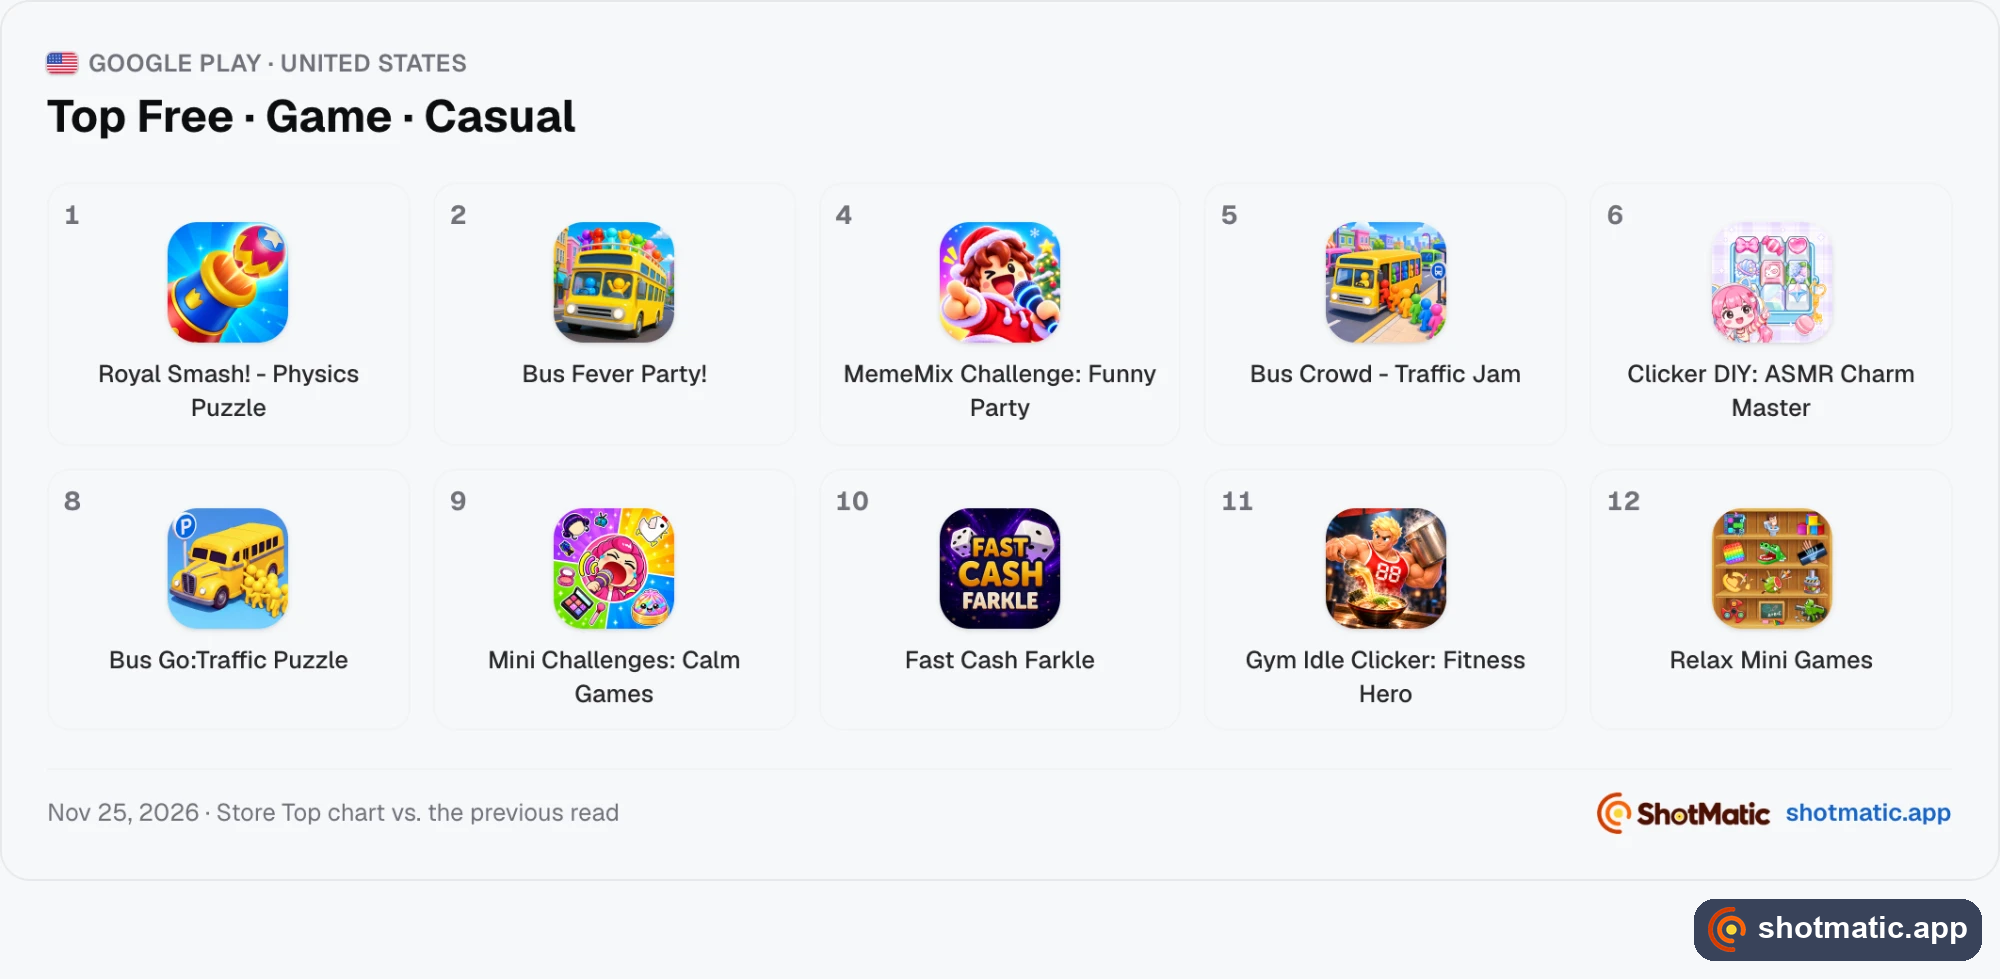 GOOGLE PLAY · UNITED STATES
Top Free · Game · Casual
1
Royal Smash! - Physics
Puzzle
2
Bus Fever Party!
4
MemeMix Challenge: Funny
Party
5
Bus Crowd - Traffic Jam
6
Clicker DIY: ASMR Charm
Master
8
P
Bus Go:Traffic Puzzle
9
Mini Challenges: Calm
Games
10
FAST
CASH
FARKLE
Fast Cash Farkle
11
88
Gym Idle Clicker: Fitness
Hero
12
Relax Mini Games
Nov 25, 2026 · Store Top chart vs. the previous read
ShotMatic shotmatic.app
shotmatic.app